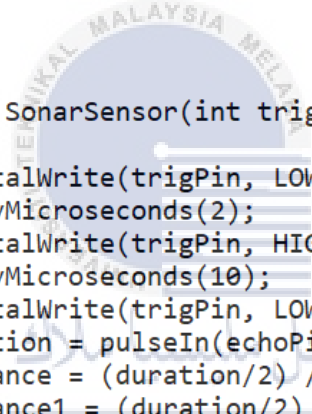 MALAYSIA
SonarSensor(int trig
talWrite(trigPin, LOW
yMicroseconds(2);
talWrite(trigPin, HIG
yMicroseconds(10);
talWrite(trigPin, LOW
tion = pulseIn(echoPi
ance = (duration/2) /
ance1 = (duration/2)